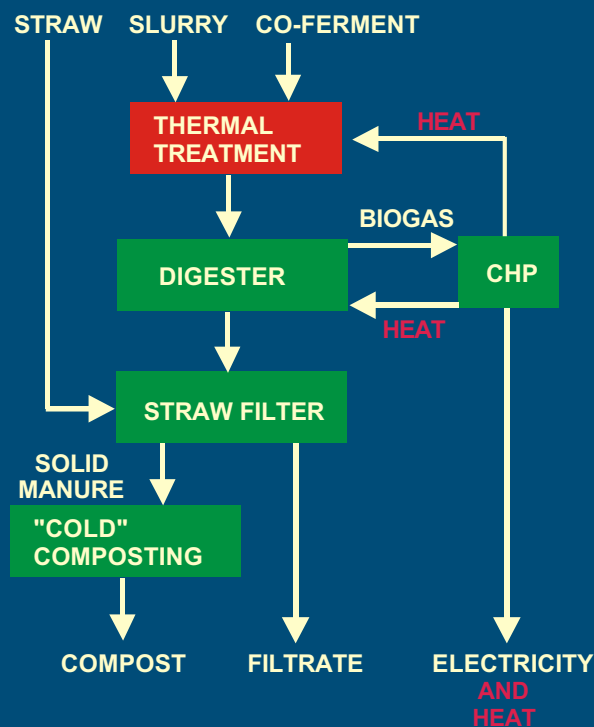 STRAW SLURRY CO-FERMENT
THERMAL
TREATMENT
HEAT
BIOGAS
DIGESTER
CHP
HEAT
STRAW FILTER
SOLID
MANURE
"COLD"
COMPOSTING
COMPOST FILTRATE ELECTRICITY
AND
HEAT